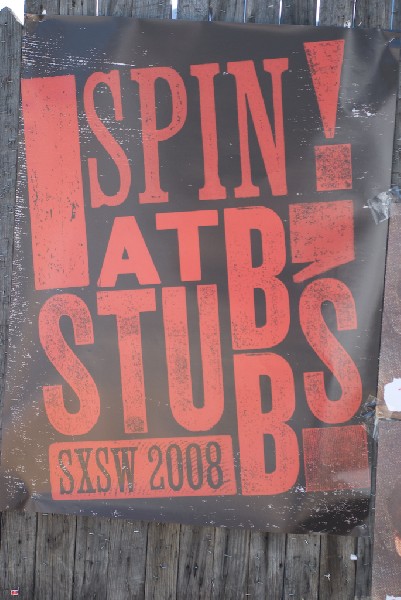 SPIN!
AT
STUBB'S
SXSW 2008